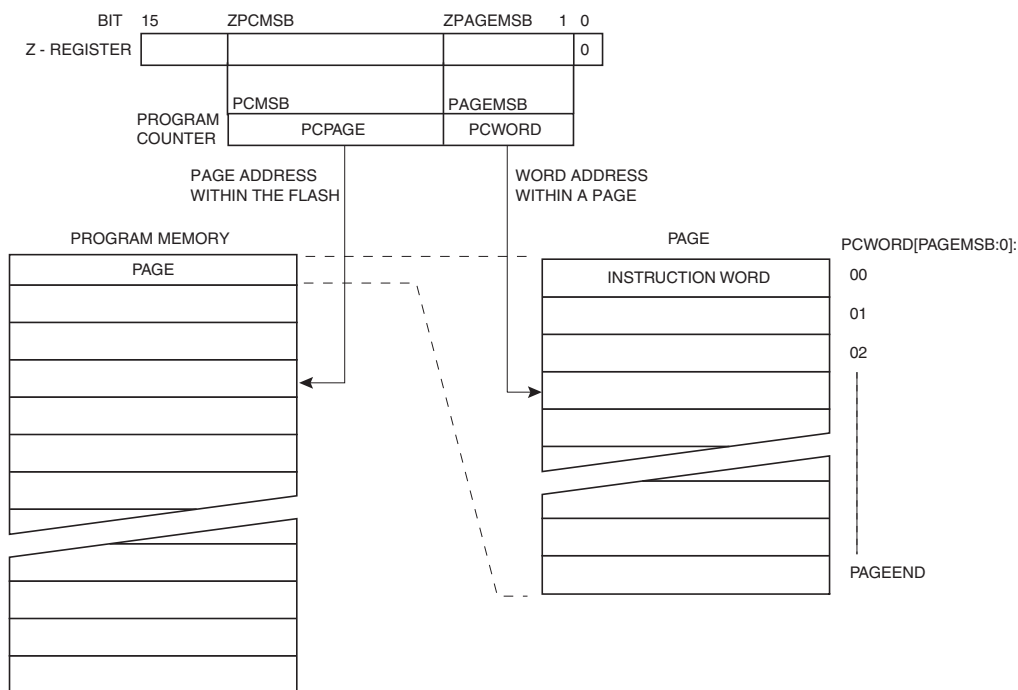 BIT 15 ZPCMSB ZPAGEMSB 1 0
Z - REGISTER 0
PCMSB PAGEMSB
PROGRAM
COUNTER
PCPAGE PCWORD
PAGE ADDRESS
WITHIN THE FLASH
WORD ADDRESS
WITHIN A PAGE
PROGRAM MEMORY
PAGE
PAGE
PCWORD[PAGEMSB:0]:
INSTRUCTION WORD
00
01
02
PAGEEND